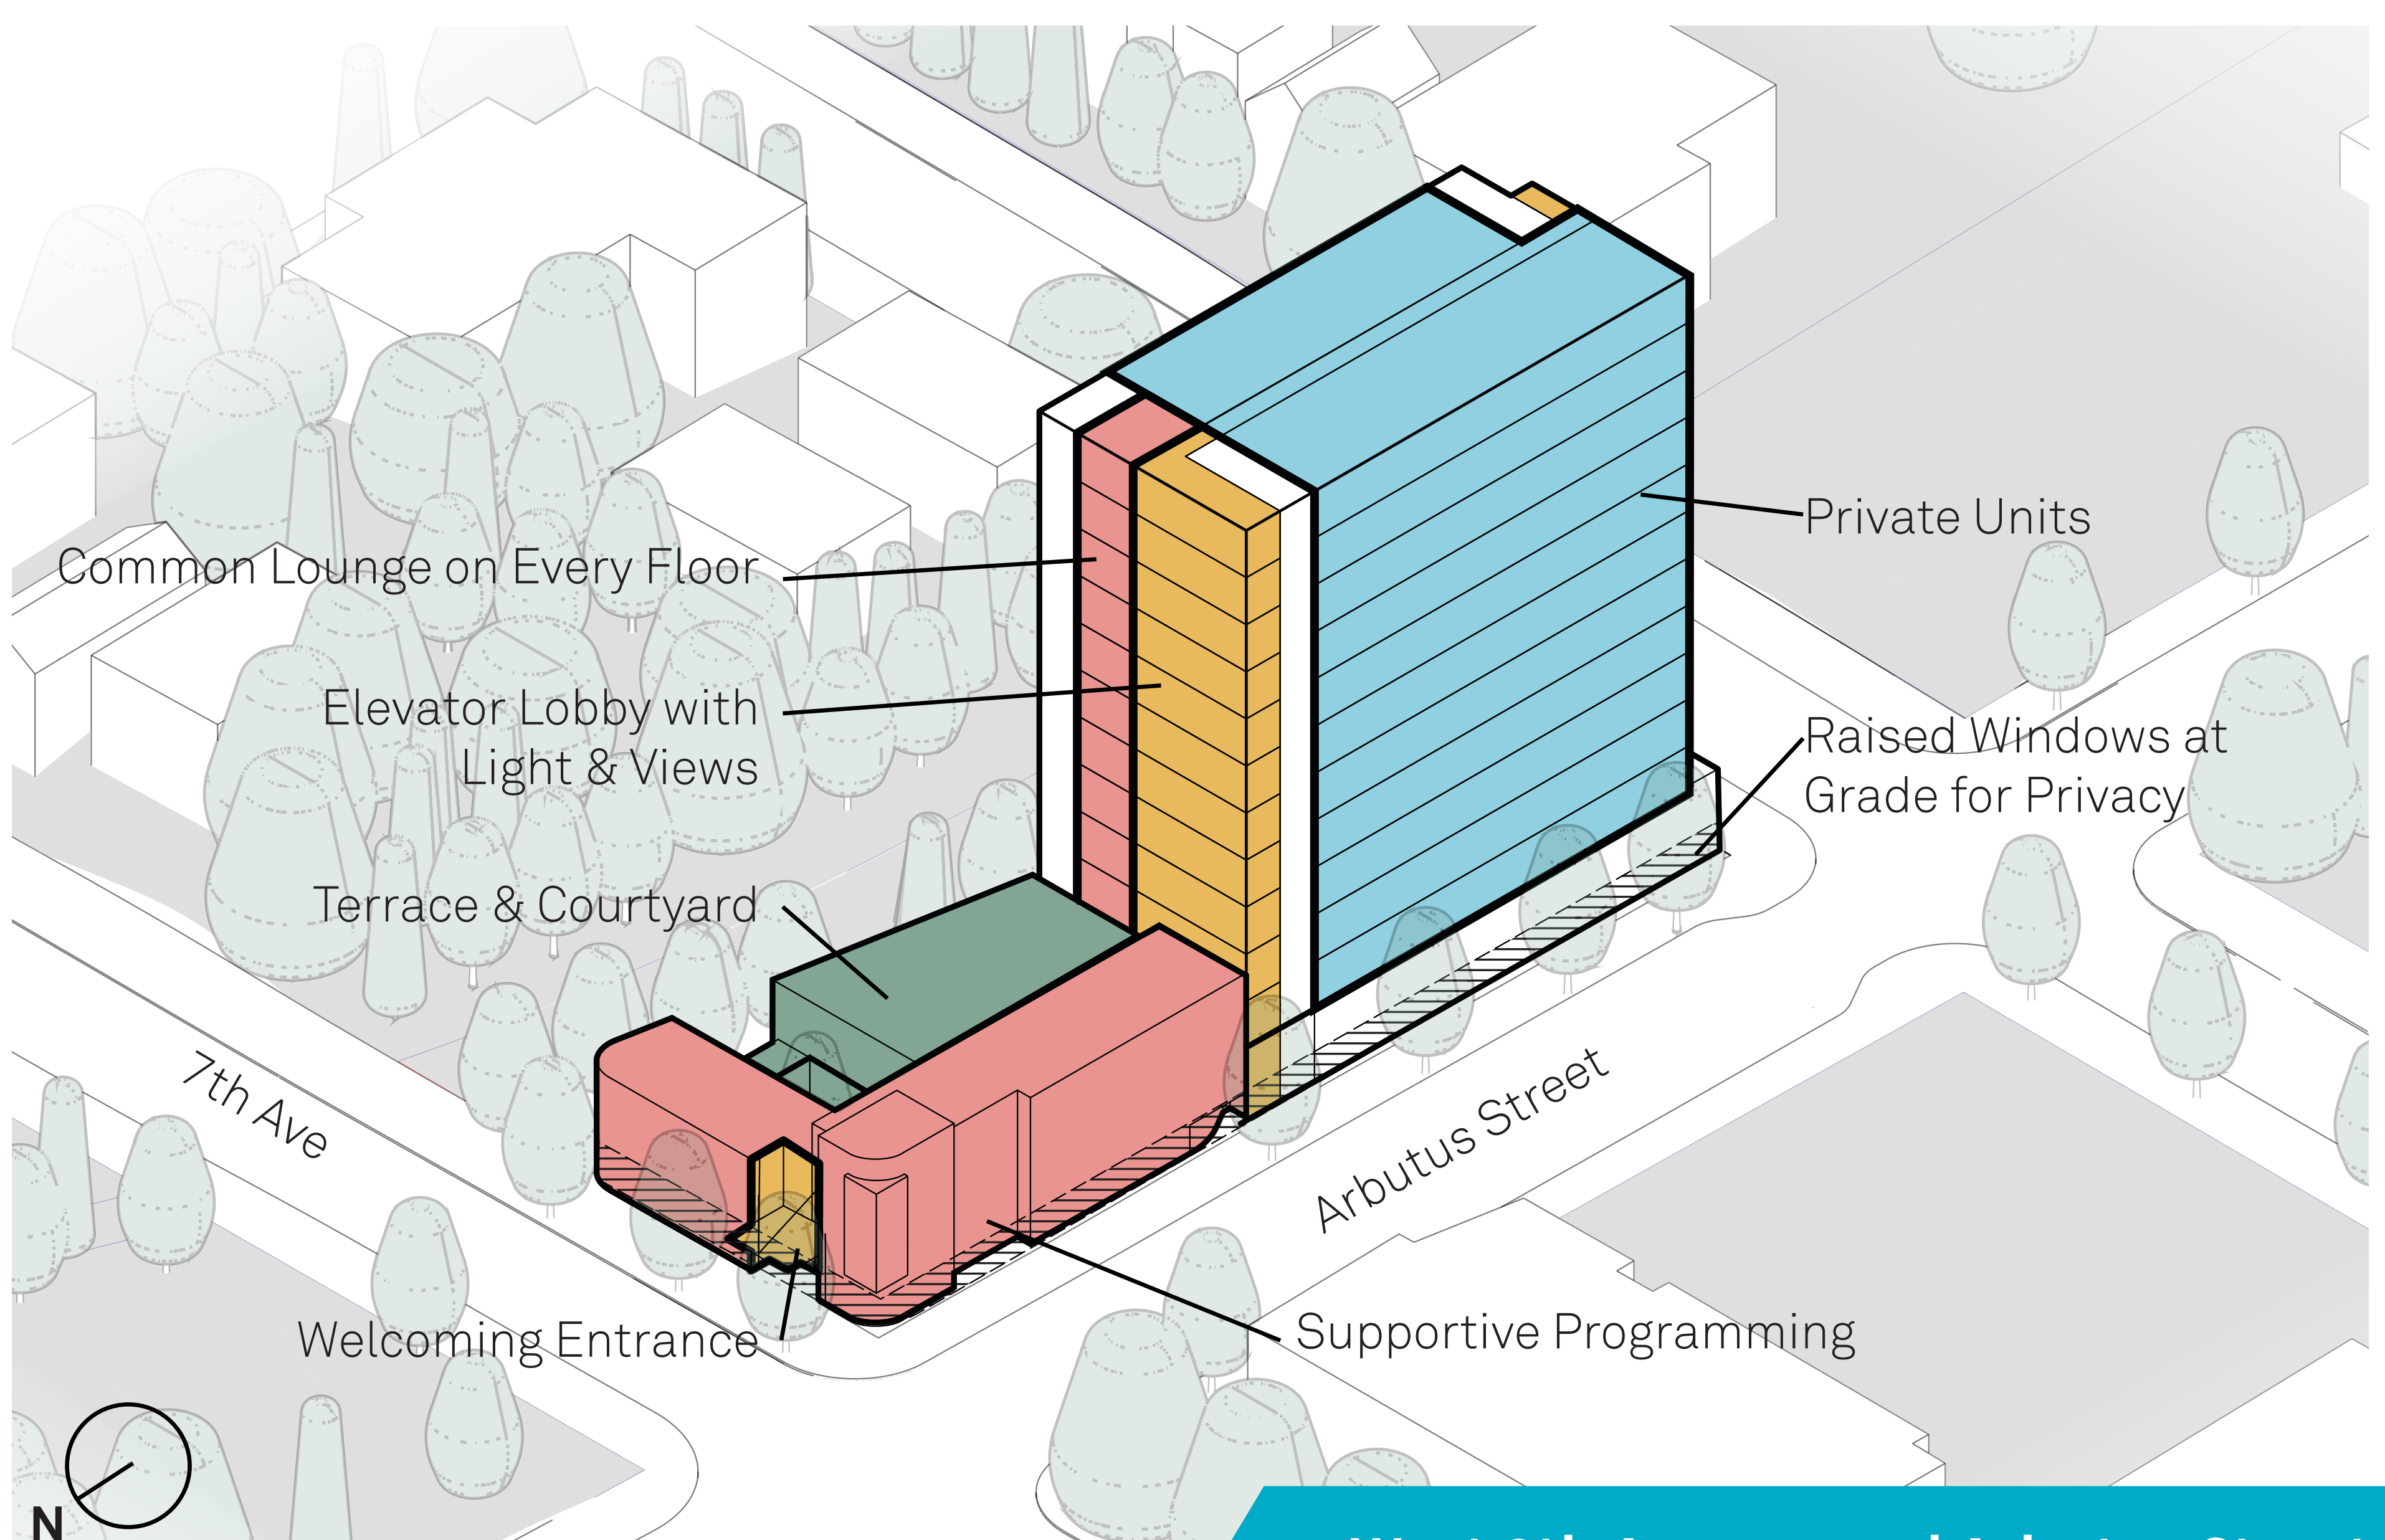 Private Units
Common Lounge on Every Floor
Elevator Lobby with
Light & Views
Raised Windows at
Grade for Privacy
Terrace & Courtyard
7th Ave
Arbutus Street
Welcoming Entrance
Supportive Programming
N